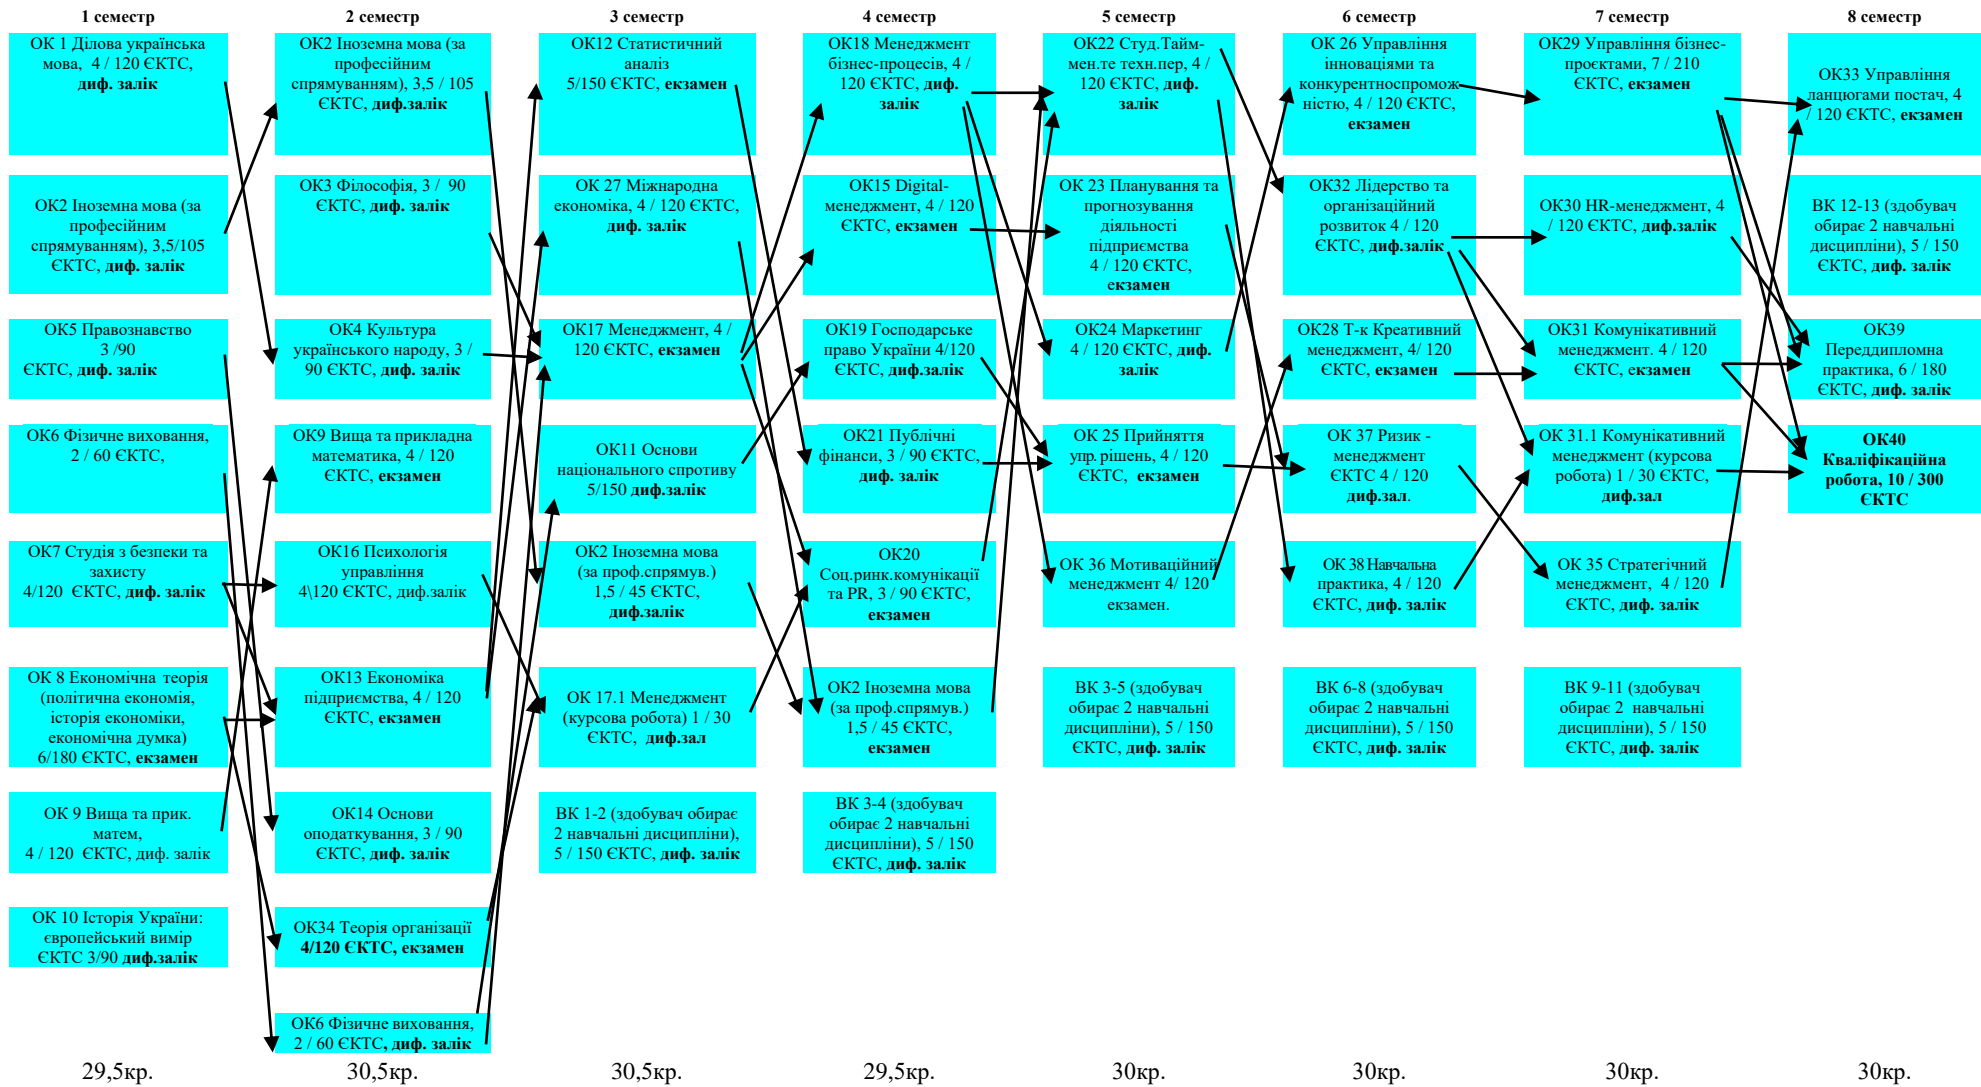 1 семестр
ОК 1 Ділова українська
мова, 4 / 120 ЄКТС,
диф. залік
ОК2 Іноземна мова (за
професійним
спрямуванням), 3,5/105
ЄКТС, диф. залік
ОК5 Правознавство
3 /90
ЄКТС, диф. залік
ОК6 Фізичне виховання,
2 / 60 ЄКТС,
ОК7 Студія з безпеки та
захисту
4/120 ЄКТС, диф. залік
ОК 8 Економічна теорія
(політична економія,
історія економіки,
економічна думка)
6/180 ЄКТС, екзамен
ОК 9 Вища та прик.
матем,
4 / 120 ЄКТС, диф. залік
ОК 10 Історія України:
європейський вимір
ЄКТС 3/90 диф.залік
29,5кр.
2 семестр
ОК2 Іноземна мова (за
професійним
спрямуванням), 3,5 / 105
ЄКТС, диф.залік
ОК3 Філософія, 3 / 90
ЄКТС, диф. залік
ОК4 Культура
українського народу, 3 /
90 ЄКТС, диф. залік
ОК9 Вища та прикладна
математика, 4 / 120
ЄКТС, екзамен
ОК16 Психологія
управління
4\120 ЄКТС, диф.залік
ОК13 Економіка
підприємства, 4 / 120
ЄКТС, екзамен
ОК14 Основи
оподаткування, 3 / 90
ЄКТС, диф. залік
ОК34 Теорія організації
4/120 ЄКТС, екзамен
ОК6 Фізичне виховання,
2 / 60 ЄКТС, диф. залік
30,5кр.
3 семестр
ОК12 Статистичний
аналіз
5/150 ЄКТС, екзамен
ОК 27 Міжнародна
економіка, 4 / 120 ЄКТС,
диф. залік
ОК17 Менеджмент, 4 /
120 ЄКТС, екзамен
ОК11 Основи
національного спротиву
5/150 диф.залік
ОК2 Іноземна мова
(за проф.спрямув.)
1,5 / 45 ЄКТС,
диф.залік
ОК 17.1 Менеджмент
(курсова робота) 1 / 30
ЄКТС, диф.зал
ВК 1-2 (здобувач обирає
2 навчальні дисципліни),
5 / 150 ЄКТС, диф. залік
30,5кр.
4 семестр
ОК18 Менеджмент
бізнес-процесів, 4 /
120 ЄКТС, диф.
залік
ОК15 Digital-
менеджмент, 4 / 120
ЄКТС, екзамен
ОК19 Господарське
право України 4/120
ЄКТС, диф.залік
ОК21 Публічні
фінанси, 3 / 90 ЄКТС,
диф. залік
ОК20
Соц.ринк.комунікації
та PR, 3 / 90 ЄКТС,
екзамен
ОК2 Іноземна мова
(за проф.спрямув.)
1,5 / 45 ЄКТС,
екзамен
ВК 3-4 (здобувач
обирає 2 навчальні
дисципліни), 5 / 150
ЄКТС, диф. залік
29,5кр.
5 семестр
ОК22 Студ.Тайм-
мен.те техн.пер, 4 /
120 ЄКТС, диф.
залік
ОК 23 Планування та
прогнозування
діяльності
підприємства
4 / 120 ЄКТС,
екзамен
ОК24 Маркетинг
4 / 120 ЄКТС, диф.
залік
ОК 25 Прийняття
упр. рішень, 4 / 120
ЄКТС, екзамен
ОК 36 Мотиваційний
менеджмент 4/ 120
екзамен.
ВК 3-5 (здобувач
обирає 2 навчальні
дисципліни), 5 / 150
ЄКТС, диф. залік
30кр.
6 семестр
ОК 26 Управління
інноваціями та
конкурентноспромож
ністю, 4 / 120 ЄКТС,
екзамен
ОК32 Лідерство та
організаційний
розвиток 4 / 120
ЄКТС, диф.залік
ОК28 Т-к Креативний
менеджмент, 4/ 120
ЄКТС, екзамен
ОК 37 Ризик -
менеджмент
ЄКТС 4 / 120
диф.зал.
ОК 38 Навчальна
практика, 4 / 120
ЄКТС, диф. залік
ВК 6-8 (здобувач
обирає 2 навчальні
дисципліни), 5 / 150
ЄКТС, диф. залік
30кр.
7 семестр
ОК29 Управління бізнес-
проєктами, 7 / 210
ЄКТС, екзамен
ОК30 HR-менеджмент, 4
/ 120 ЄКТС, диф.залік
ОК31 Комунікативний
менеджмент. 4 / 120
ЄКТС, екзамен
ОК 31.1 Комунікативний
менеджмент (курсова
робота) 1 / 30 ЄКТС,
диф.зал
ОК 35 Стратегічний
менеджмент, 4 / 120
ЄКТС, диф. залік
ВК 9-11 (здобувач
обирає 2 навчальні
дисципліни), 5 / 150
ЄКТС, диф. залік
30кр.
8 семестр
ОК33 Управління
ланцюгами постач, 4
/ 120 ЄКТС, екзамен
ВК 12-13 (здобувач
обирає 2 навчальні
дисципліни), 5 / 150
ЄКТС, диф. залік
ОК39
Переддипломна
практика, 6 / 180
ЄКТС, диф. залік
ОК40
Кваліфікаційна
робота, 10 / 300
ЄКТС
30кр.